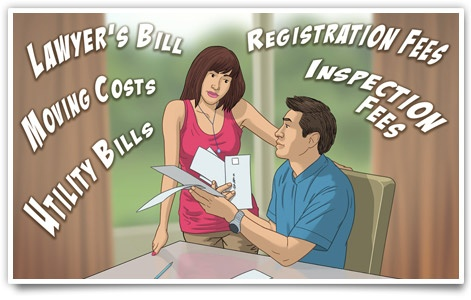 Lawyer's Bill
Moving Costs
Utility Bills
Registration Fees
Inspection
Fees